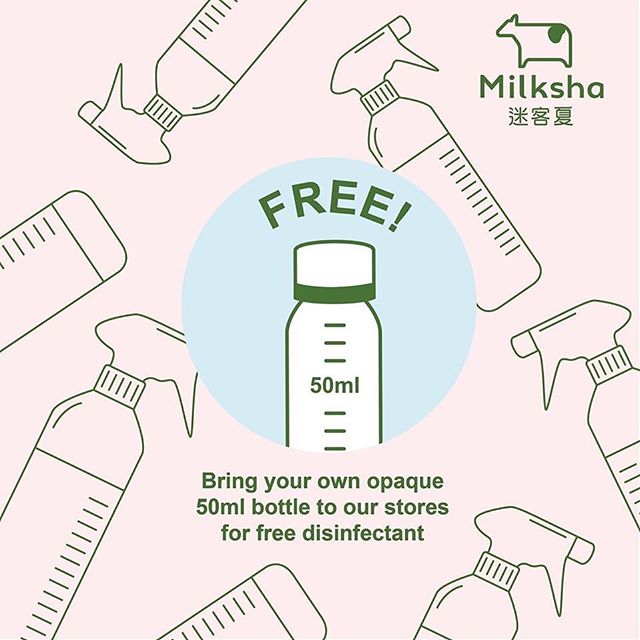 Milksha
迷客夏
FREE!
50ml
Bring your own opaque
50ml bottle to our stores
for free disinfectant